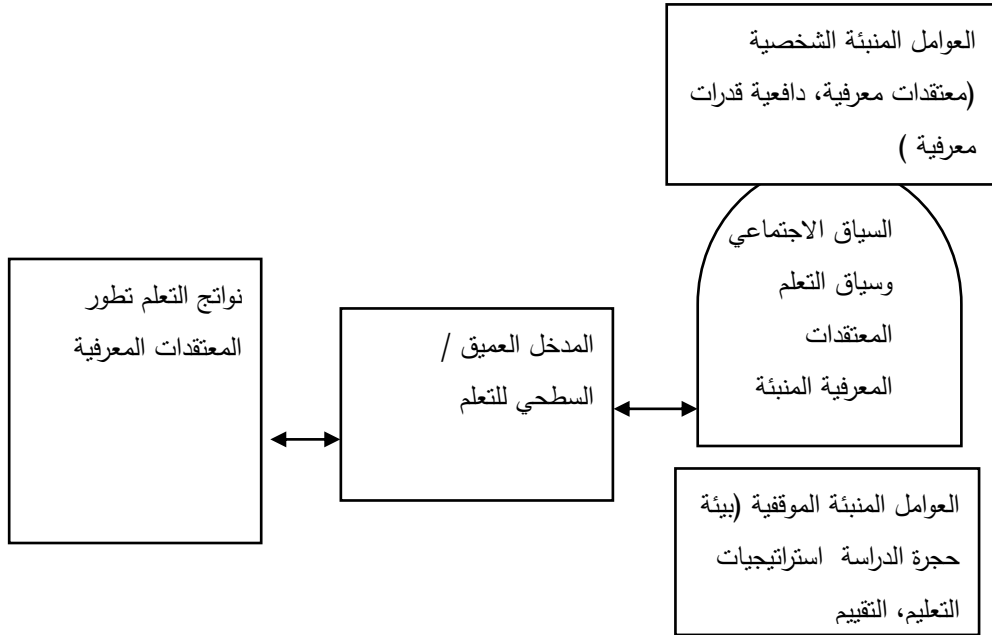 العوامل المنبئة الشخصية
(معتقدات معرفية، دافعية قدرات
معرفية )
السياق الاجتماعي
وسياق التعلم
المعتقدات
المعرفية المنبئة
العوامل المنبئة الموقفية (بيئة
حجرة الدراسة استراتيجيات
التعليم، التقييم
المدخل العميق /
السطحي للتعلم
نواتج التعلم تطور
المعتقدات المعرفية